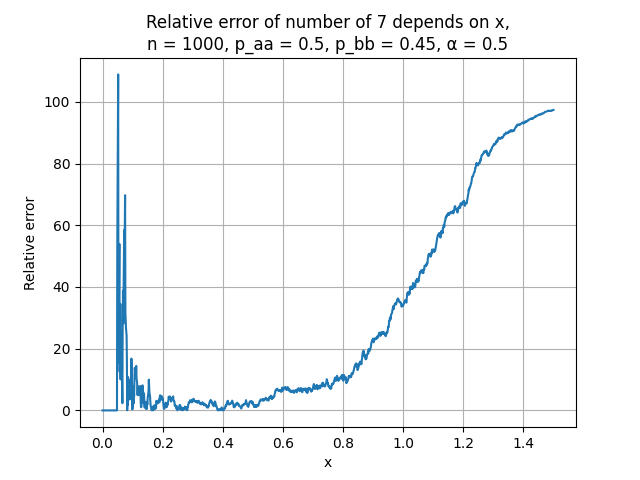 Relative error of number of 7 depends on x,
n = 1000, p_aa = 0.5, p_bb = 0.45, α = 0.5
100
80
60
40
20
0
Relative error
0.0 0.2 0.4 0.6 0.8 1.0 1.2 1.4
x